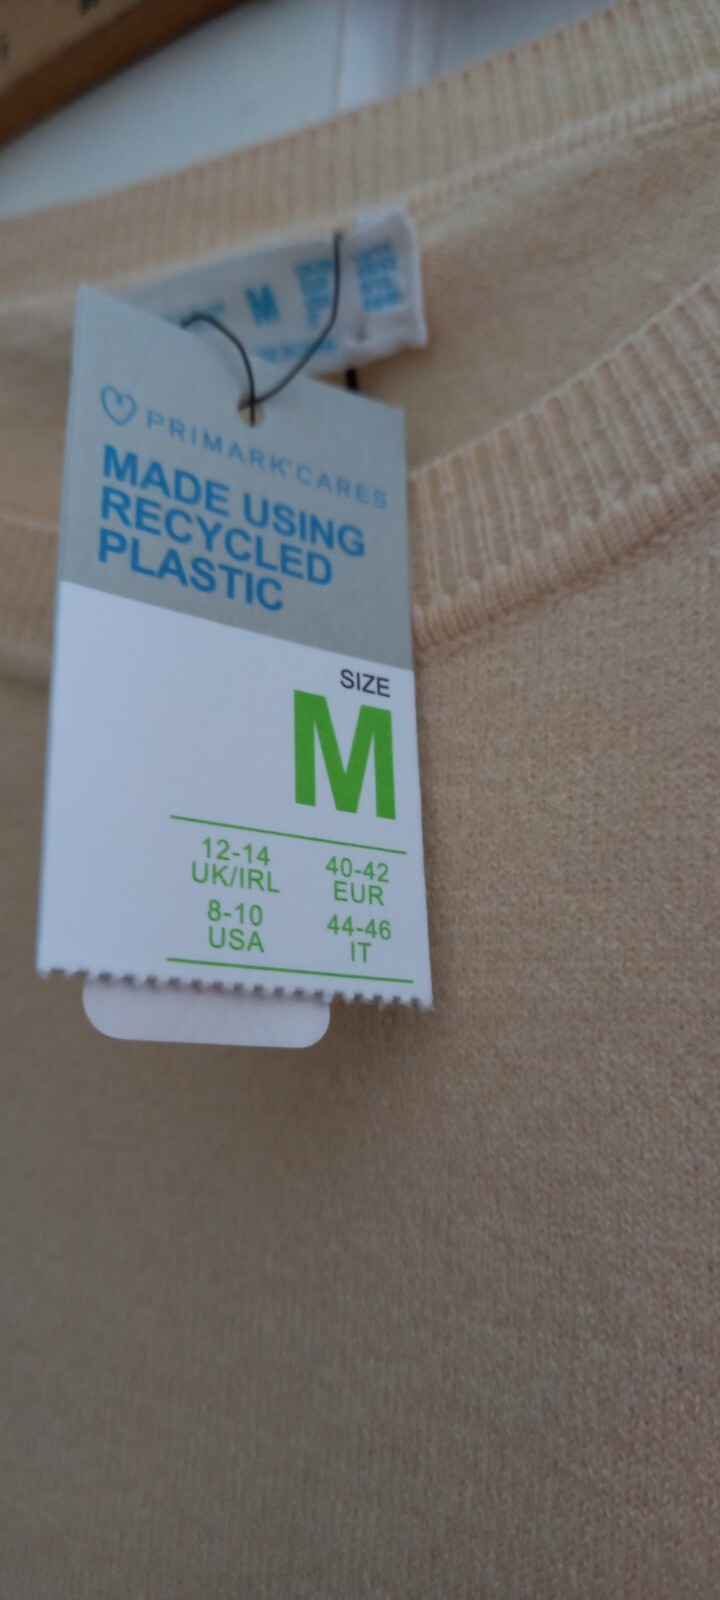 M
PRIMARK CARES
MADE USING
RECYCLED
PLASTIC
SIZE
M
12-14
UK/IRL
40-42
EUR
8-10
USA
44-46
IT